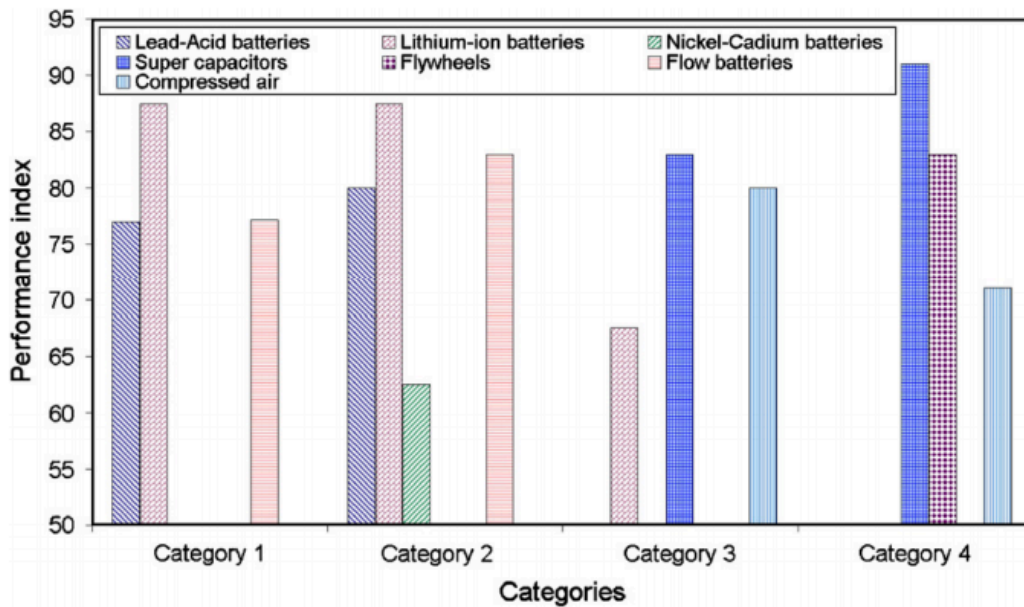 95
90
85
80
75
70
65
60
55
50
Performance index
Lead-Acid batteries Lithium-ion batteries Nickel-Cadium batteries
Super capacitors Flywheels Flow batteries
Compressed air
Category 1 Category 2 Category 3 Category 4
Categories